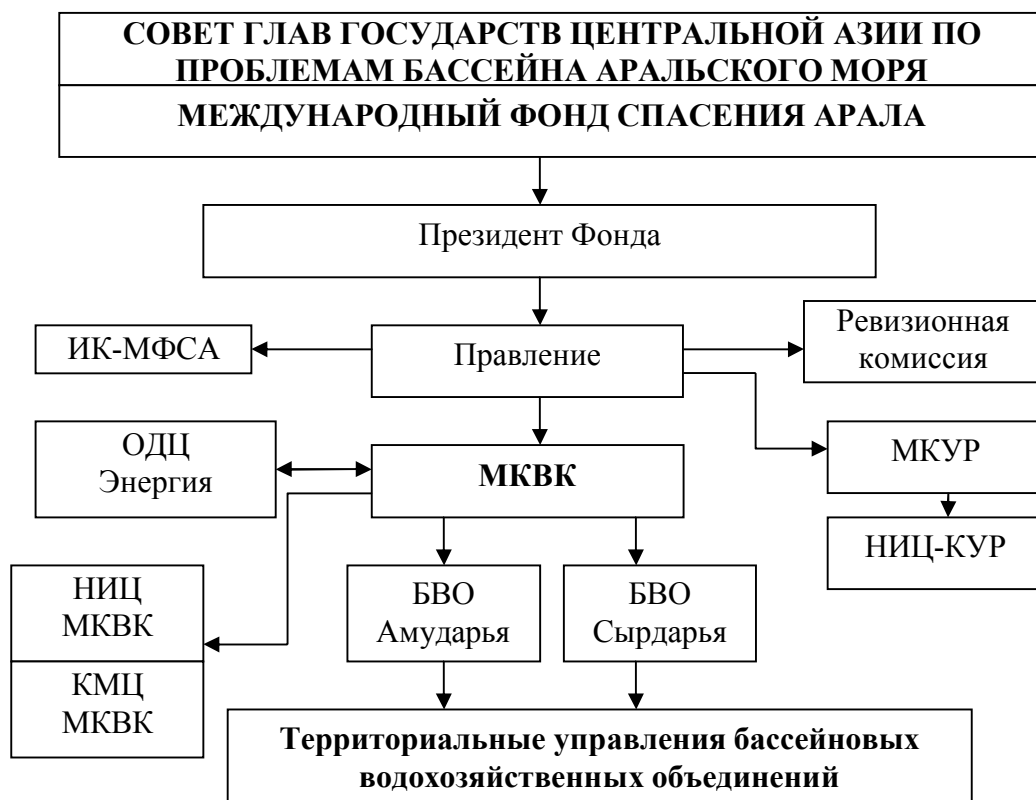 СОВЕТ ГЛАВ ГОСУДАРСТВ ЦЕНТРАЛЬНОЙ АЗИИ ПО
ПРОБЛЕМАМ БАССЕЙНА АРАЛЬСКОГО МОРЯ
МЕЖДУНАРОДНЫЙ ФОНД СПАСЕНИЯ АРАЛА
Президент Фонда
ИК-МФСА
Правление
Ревизионная
комиссия
ОДЦ
Энергия
МКВК
МКУР
НИЦ-КУР
НИЦ
МКВК
БВО
Амударья
БВО
Сырдарья
КМЦ
МКВК
Территориальные управления бассейновых
водохозяйственных объединений